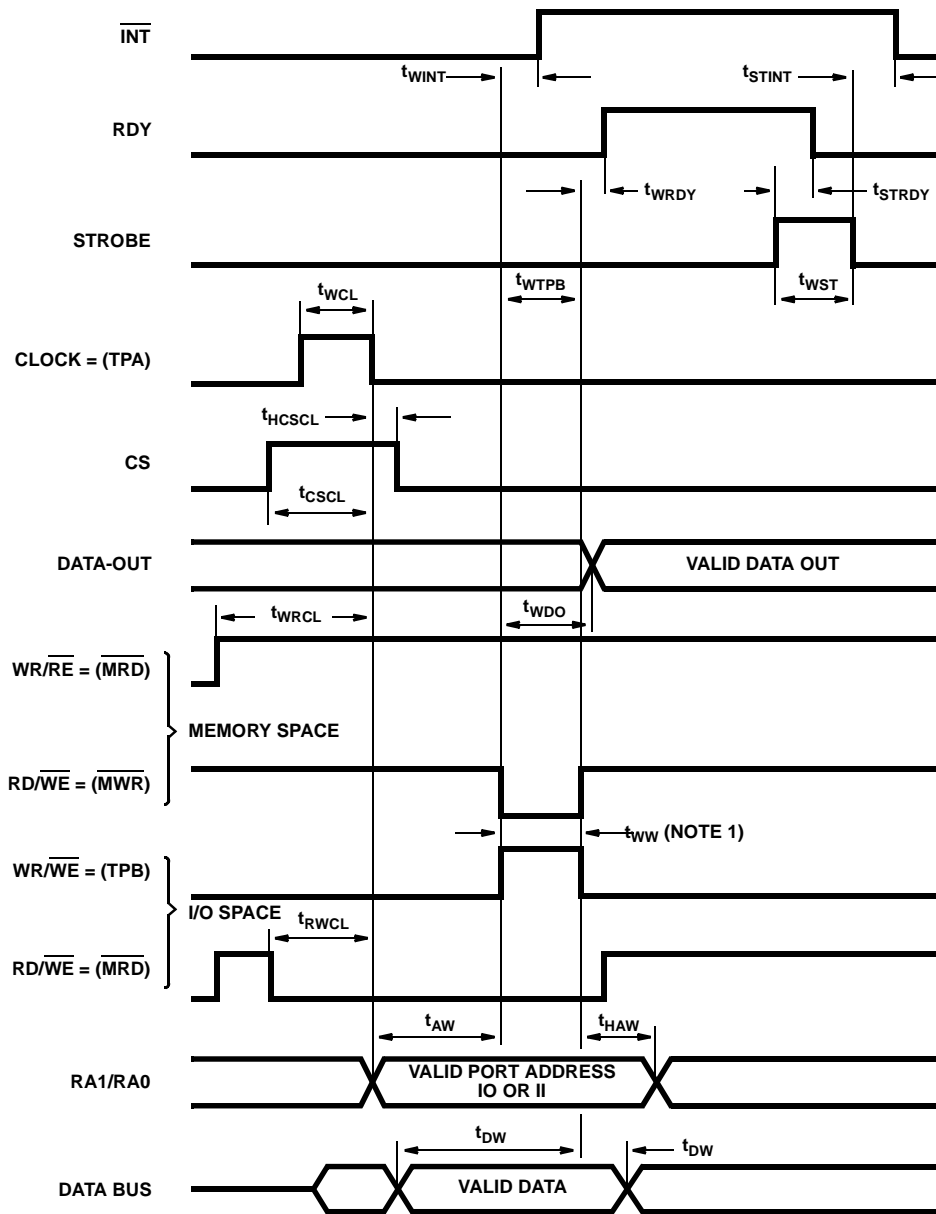 INT
tWINT
tSTINT
RDY
tWRDY
tSTRDY
STROBE
tWTPB
tWST
tWCL
CLOCK = (TPA)
tHCSCL
CS
tCSCL
DATA-OUT
VALID DATA OUT
tWRCL
tWDO
WR/RE = (MRD)
MEMORY SPACE
RD/WE = (MWR)
tWW (NOTE 1)
WR/WE = (TPB)
I/O SPACE
tRWCL
RD/WE = (MRD)
tAW
tHAW
RA1/RA0
VALID PORT ADDRESS
IO OR II
tDW
tDW
DATA BUS
VALID DATA